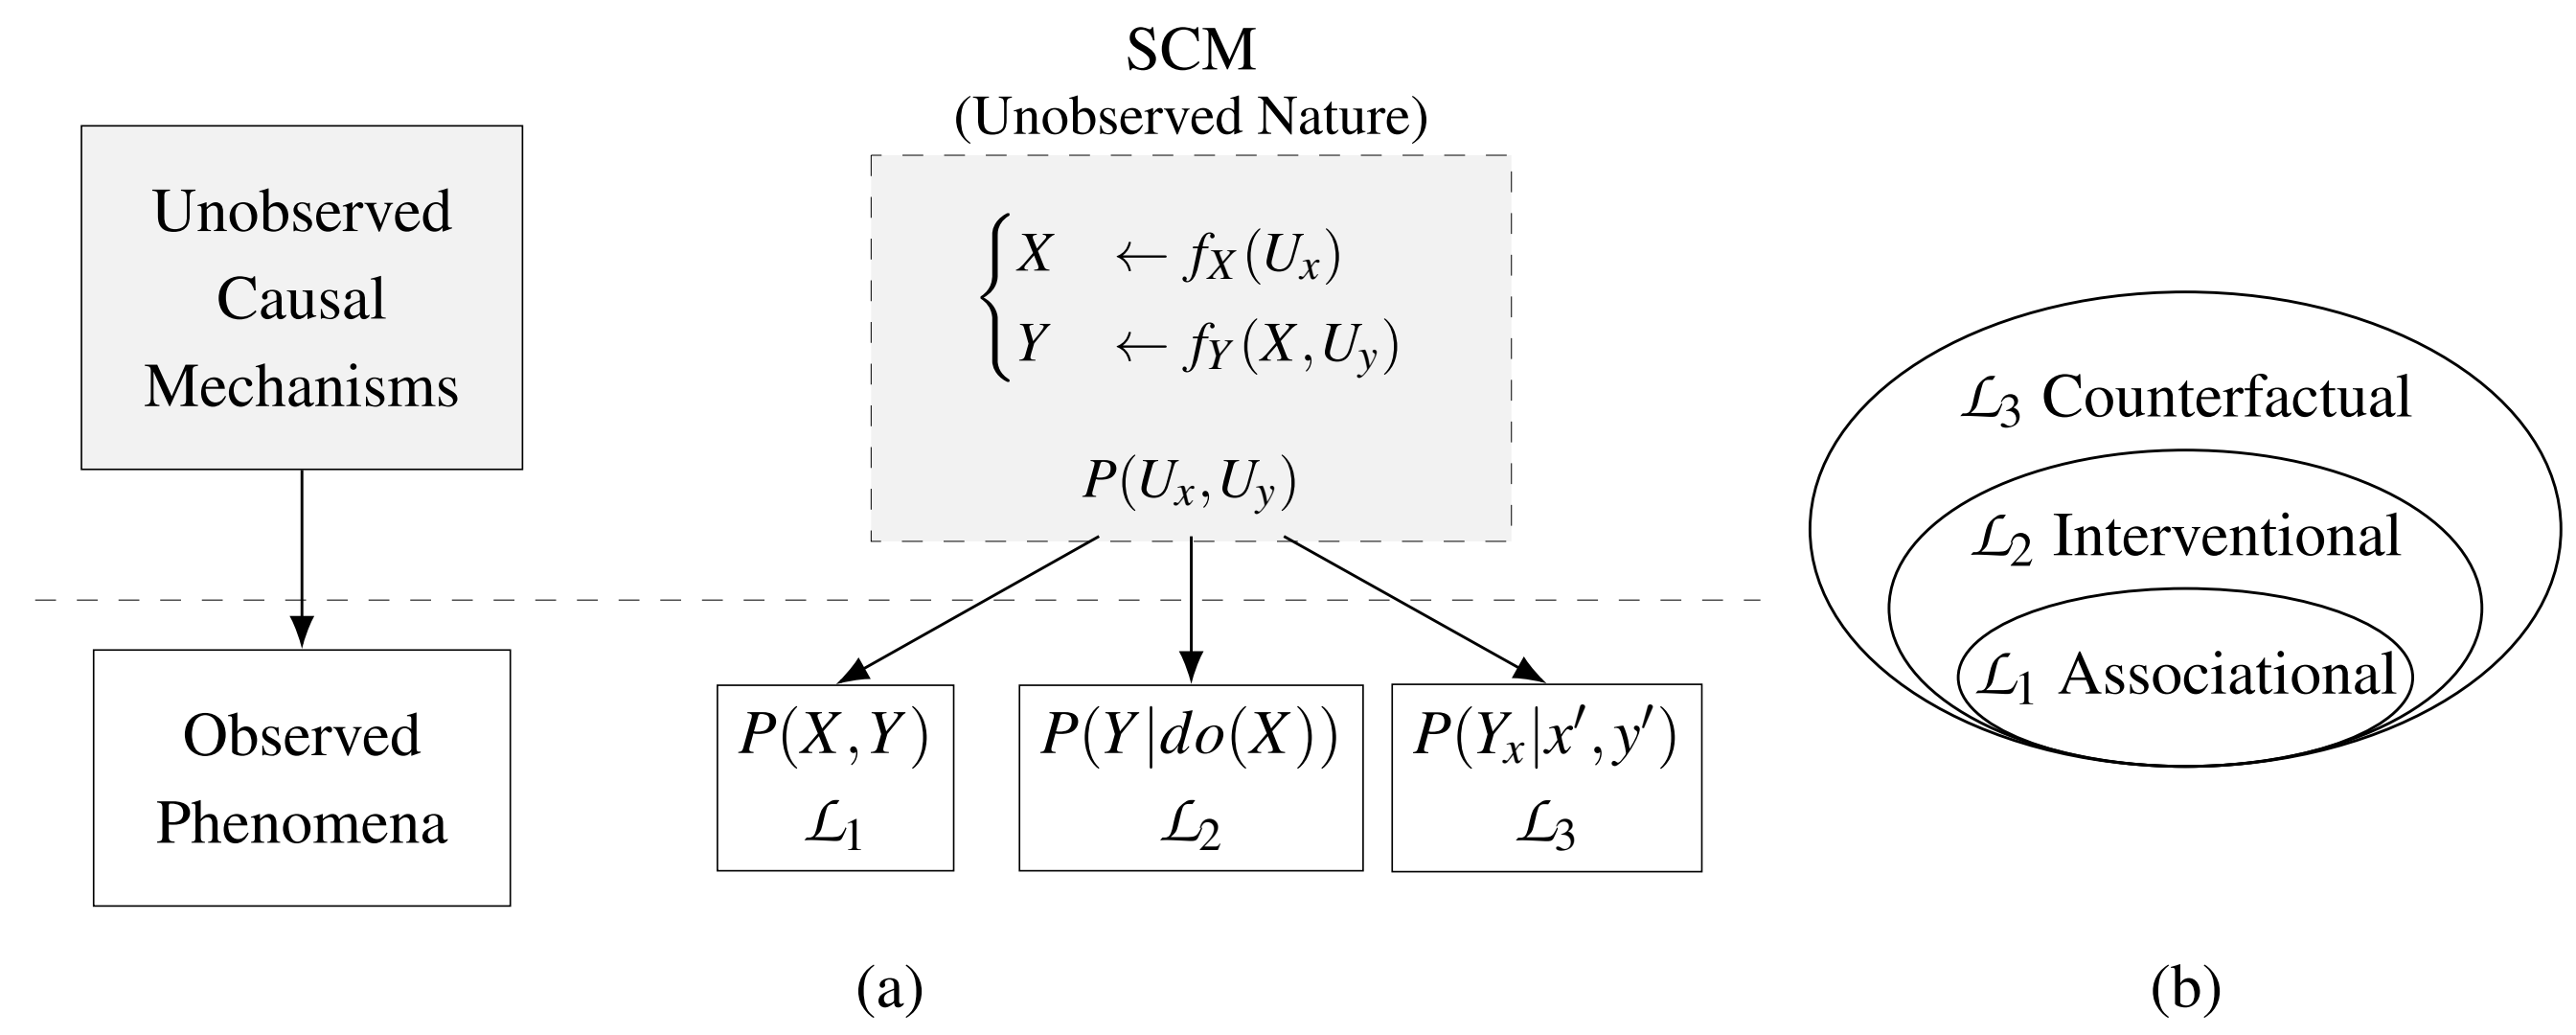 Unobserved
Causal
Mechanisms
Observed
Phenomena
SCM
(Unobserved Nature)
X ← f_X(U_x)
Y ← f_Y(X, U_y)
P(U_x, U_y)
P(X, Y)
ℒ₁
P(Y|do(X))
ℒ₂
P(Y_x|x′, y′)
ℒ₃
(a)
ℒ₃ Counterfactual
ℒ₂ Interventional
ℒ₁ Associational
(b)